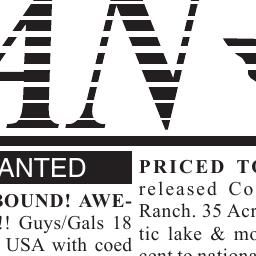 AN
ANTED
BOUND! AWE-
!! Guys/Gals 18
USA with coed
PRICED TO
released Co
Ranch. 35 Acr
tic lake & mo
cent to nationa